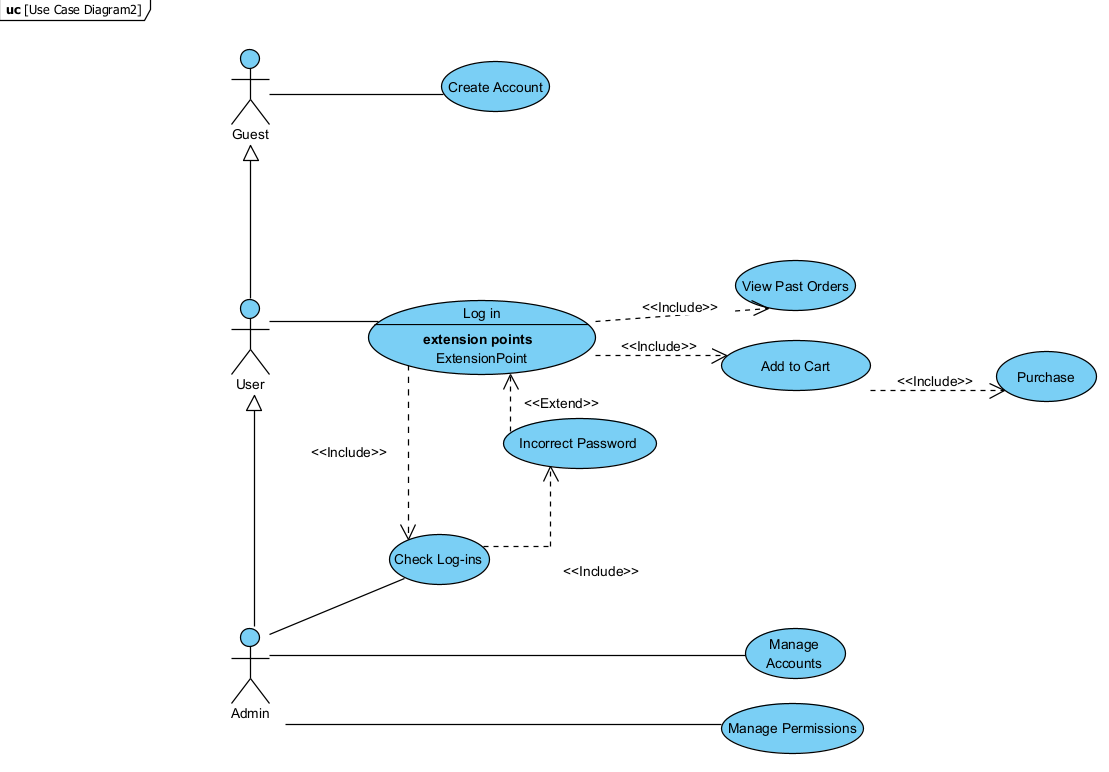 uc [Use Case Diagram2]
Create Account
Guest
View Past Orders
<<Include>>
Log in
extension points
ExtensionPoint
<<Include>>
Add to Cart
Purchase
<<Include>>
User
<<Extend>>
Incorrect Password
<<Include>>
Check Log-ins
<<Include>>
Manage
Accounts
Admin
Manage Permissions